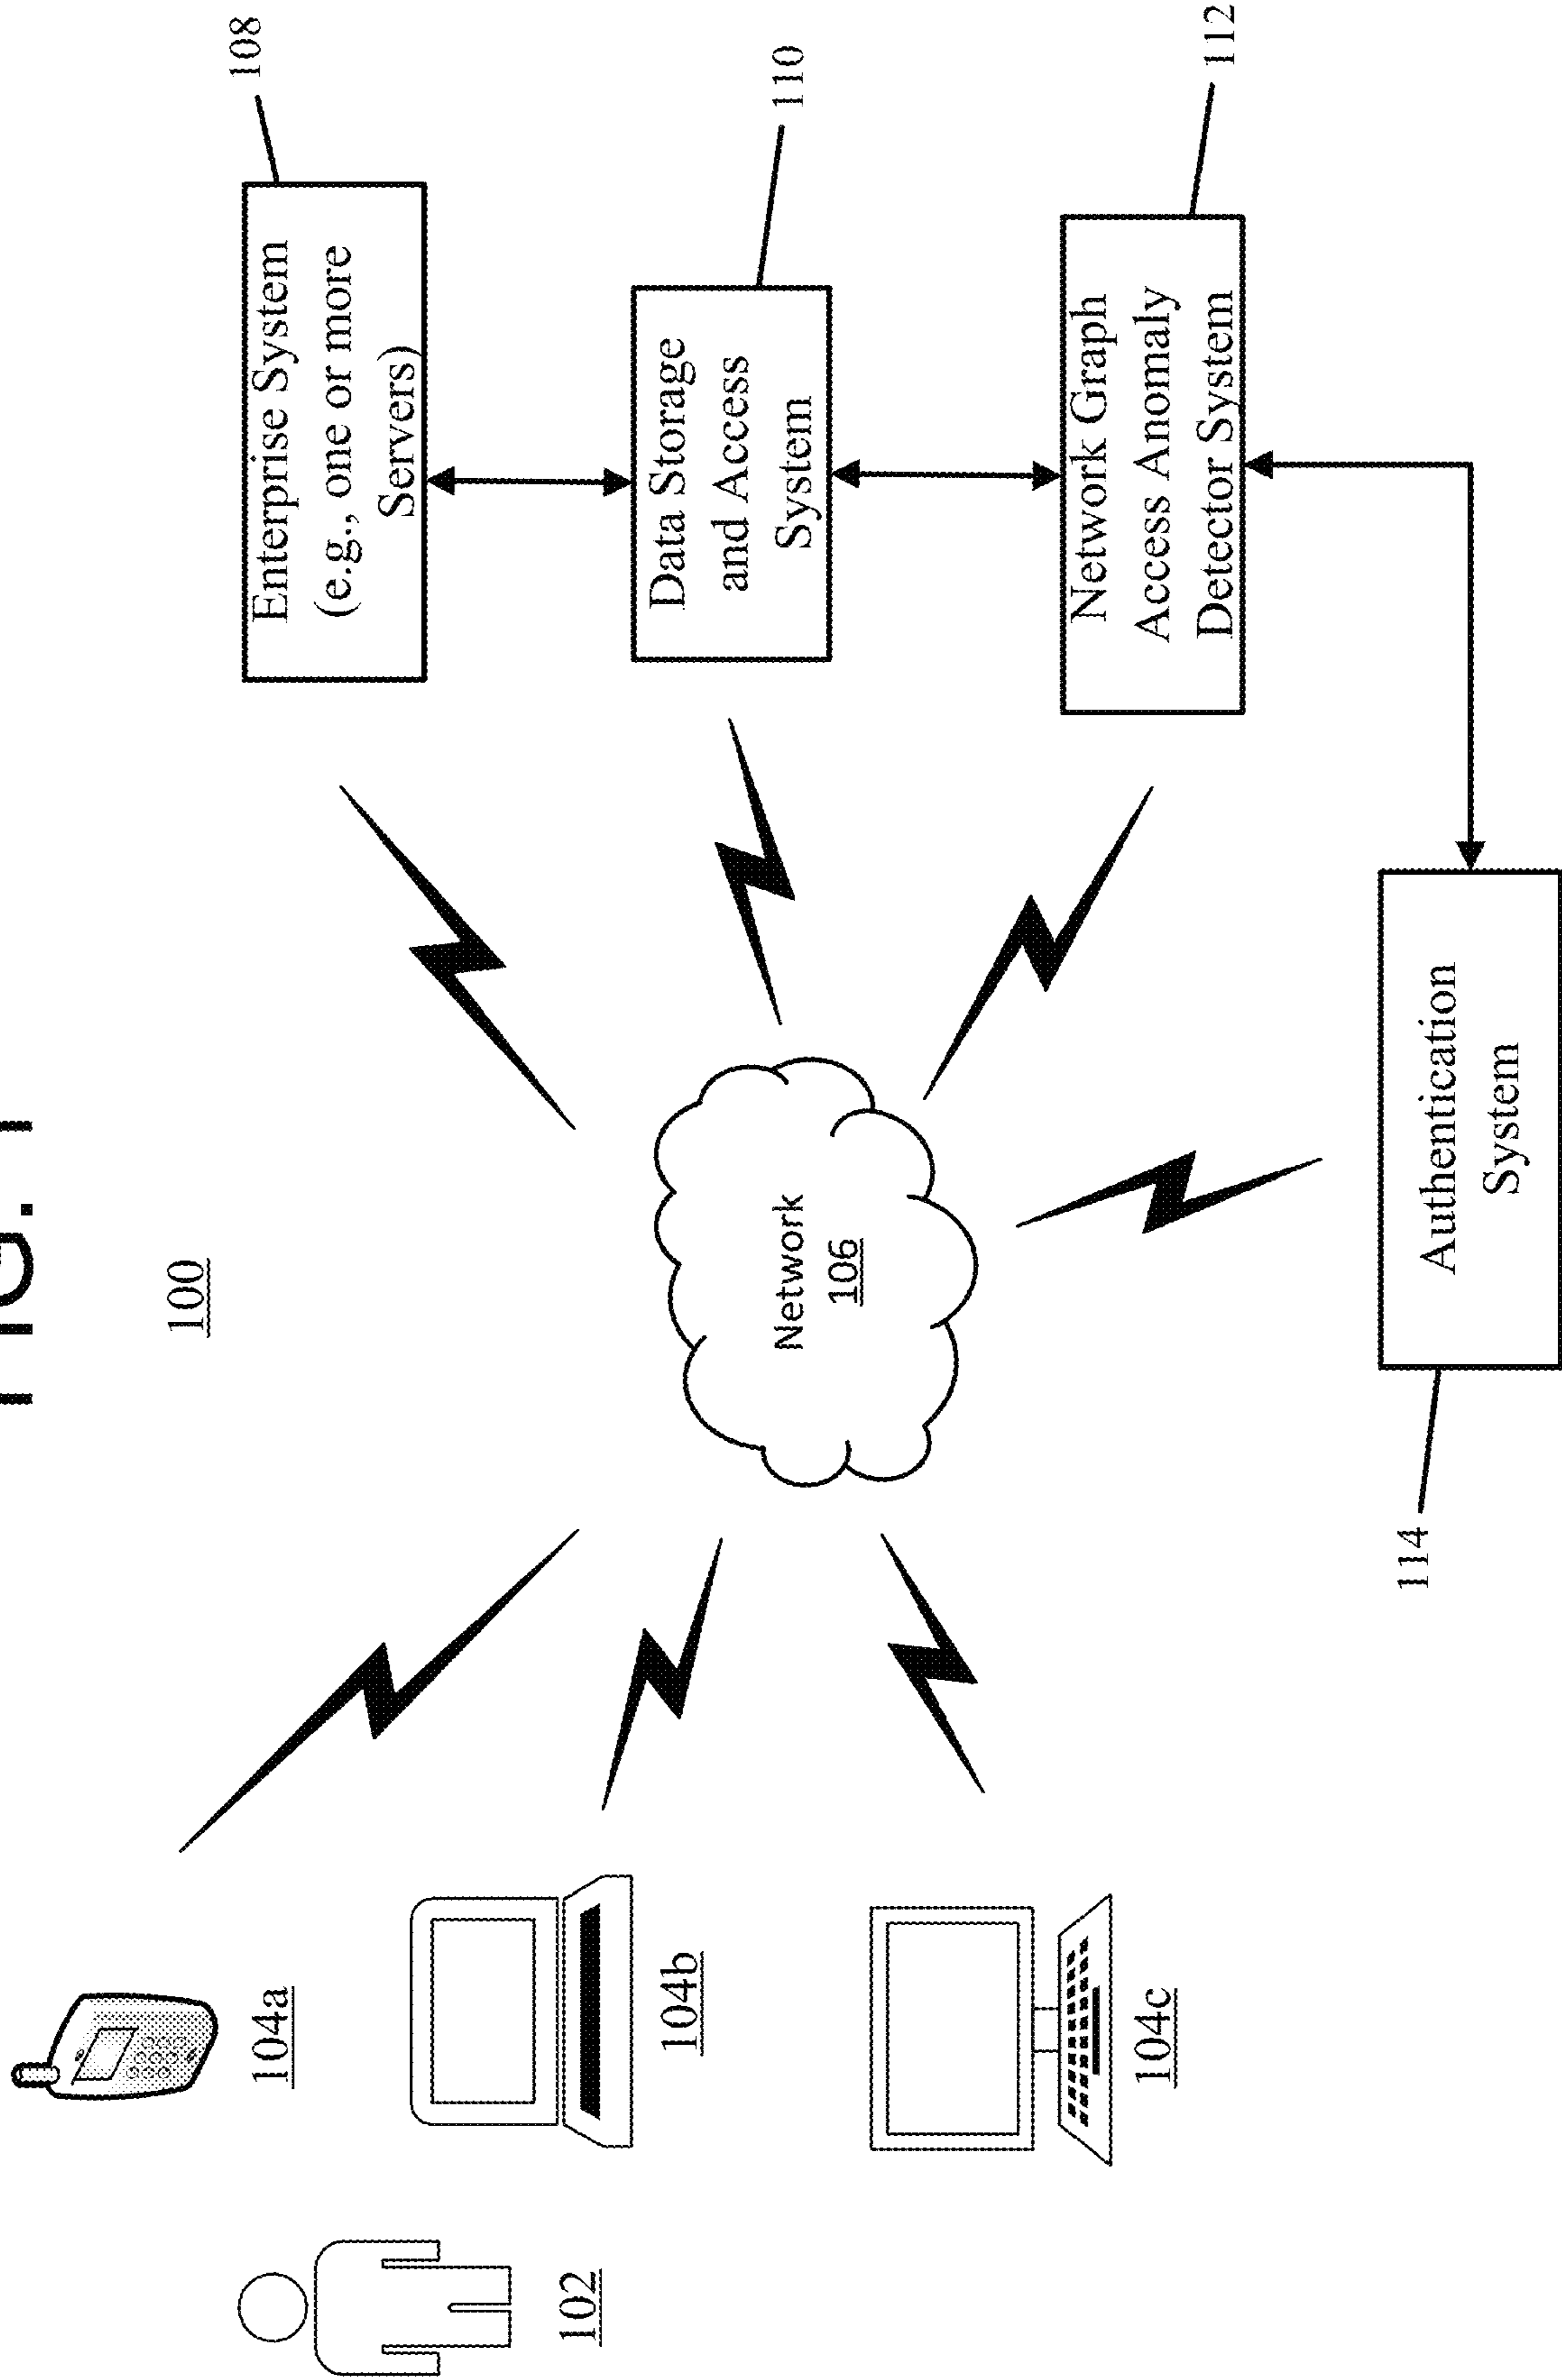 FIG. 1
100
102
104a
104b
104c
Network
106
Enterprise System
(e.g., one or more
Servers)
108
Data Storage
and Access
System
110
Network Graph
Access Anomaly
Detector System
112
Authentication
System
114